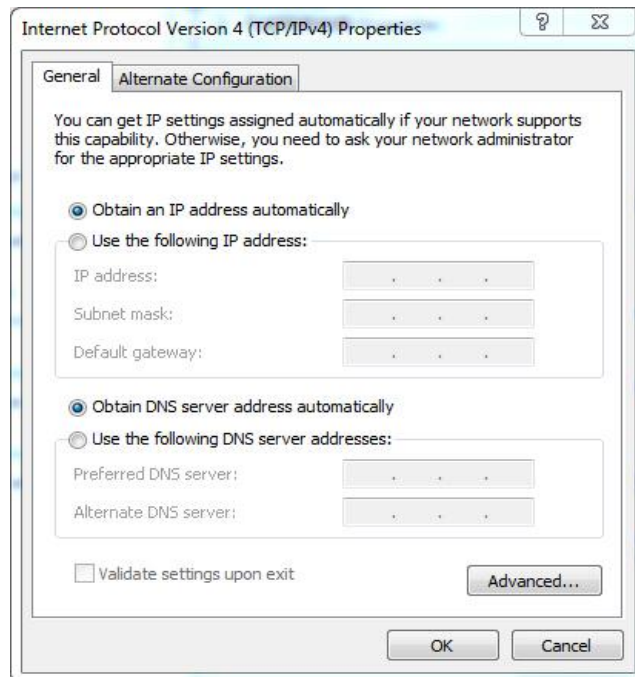 Internet Protocol Version 4 (TCP/IPv4) Properties
General
Alternate Configuration
You can get IP settings assigned automatically if your network supports
this capability. Otherwise, you need to ask your network administrator
for the appropriate IP settings.
Obtain an IP address automatically
Use the following IP address:
IP address:
. . .
Subnet mask:
. . .
Default gateway:
. . .
Obtain DNS server address automatically
Use the following DNS server addresses:
Preferred DNS server:
. . .
Alternate DNS server:
. . .
Validate settings upon exit
Advanced...
OK
Cancel